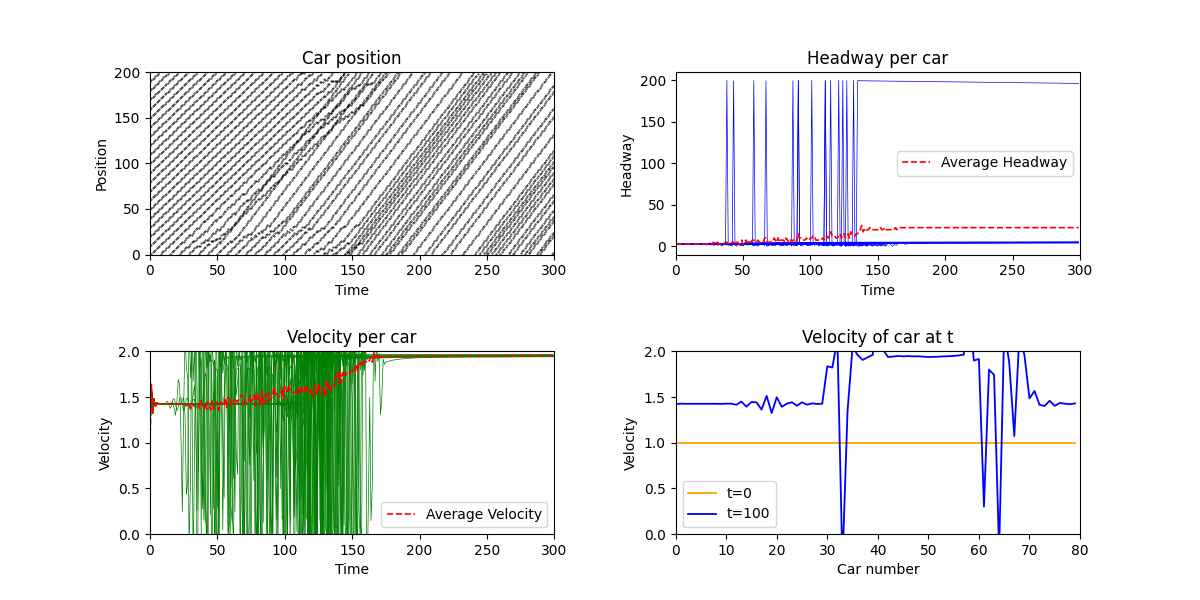 Car position
Position
200
150
100
50
0
0 50 100 150 200 250 300
Time
Headway per car
Headway
200
150
100
50
0
Average Headway
0 50 100 150 200 250 300
Time
Velocity per car
Velocity
2.0
1.5
1.0
0.5
0.0
Average Velocity
0 50 100 150 200 250 300
Time
Velocity of car at t
Velocity
2.0
1.5
1.0
0.5
0.0
t=0
t=100
0 10 20 30 40 50 60 70 80
Car number